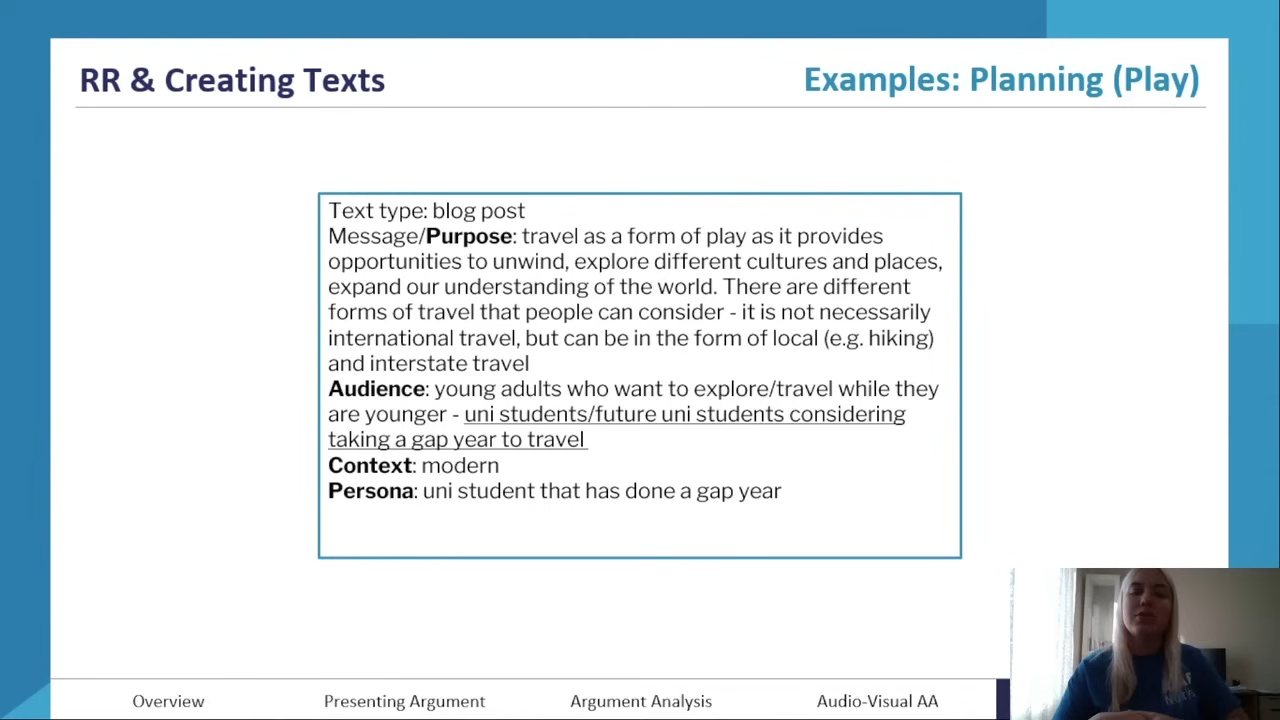 RR & Creating Texts
Examples: Planning (Play)
Text type: blog post
Message/Purpose: travel as a form of play as it provides
opportunities to unwind, explore different cultures and places,
expand our understanding of the world. There are different
forms of travel that people can consider - it is not necessarily
international travel, but can be in the form of local (e.g. hiking)
and interstate travel
Audience: young adults who want to explore/travel while they
are younger - uni students/future uni students considering
taking a gap year to travel
Context: modern
Persona: uni student that has done a gap year
Overview
Presenting Argument
Argument Analysis
Audio-Visual AA